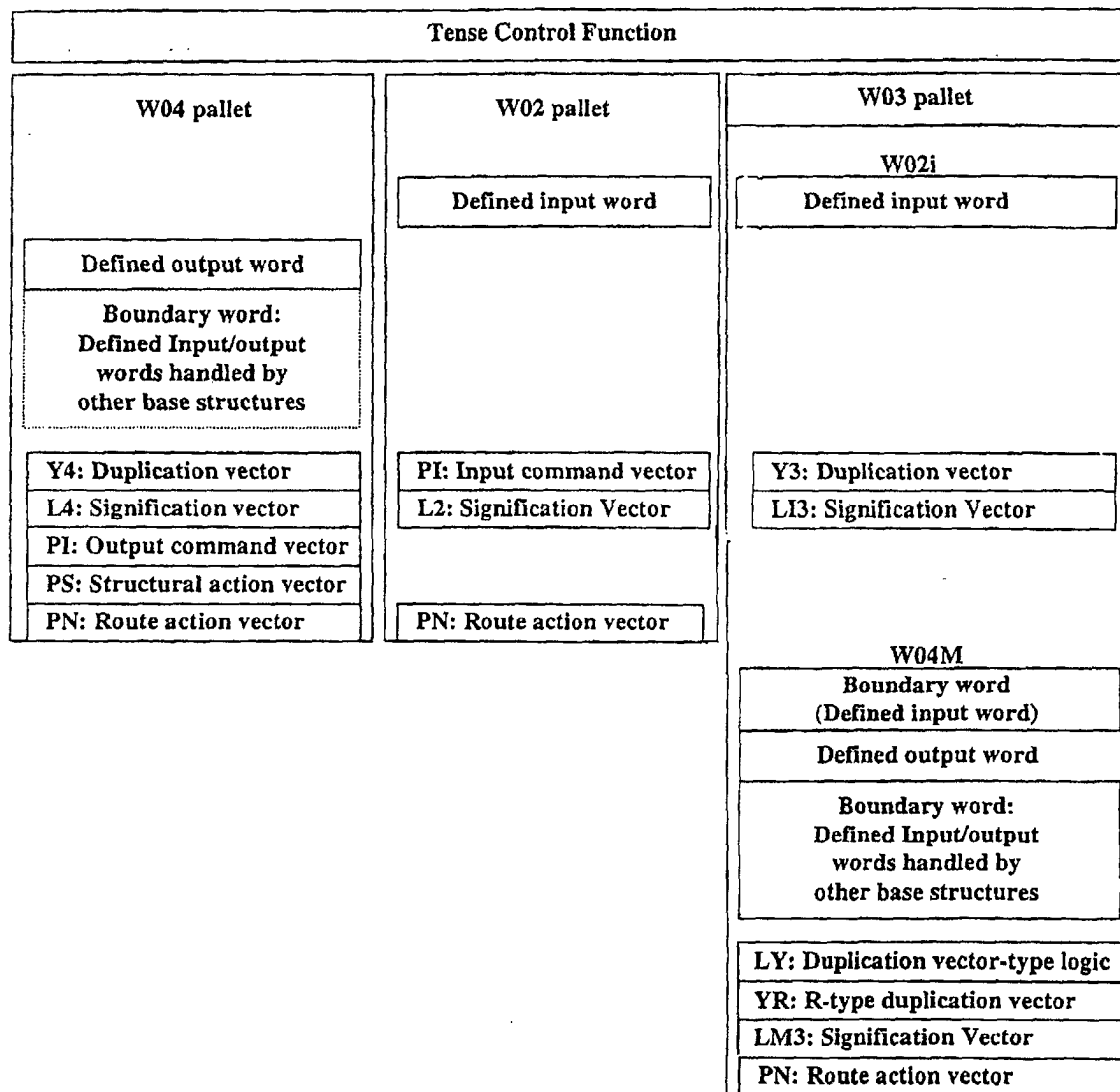 Tense Control Function
W04 pallet
Defined output word
Boundary word:
Defined Input/output
words handled by
other base structures
Y4: Duplication vector
L4: Signification vector
PI: Output command vector
PS: Structural action vector
PN: Route action vector
W02 pallet
Defined input word
PI: Input command vector
L2: Signification Vector
PN: Route action vector
W03 pallet
W02i
Defined input word
Y3: Duplication vector
LI3: Signification Vector
W04M
Boundary word
(Defined input word)
Defined output word
Boundary word:
Defined Input/output
words handled by
other base structures
LY: Duplication vector-type logic
YR: R-type duplication vector
LM3: Signification Vector
PN: Route action vector